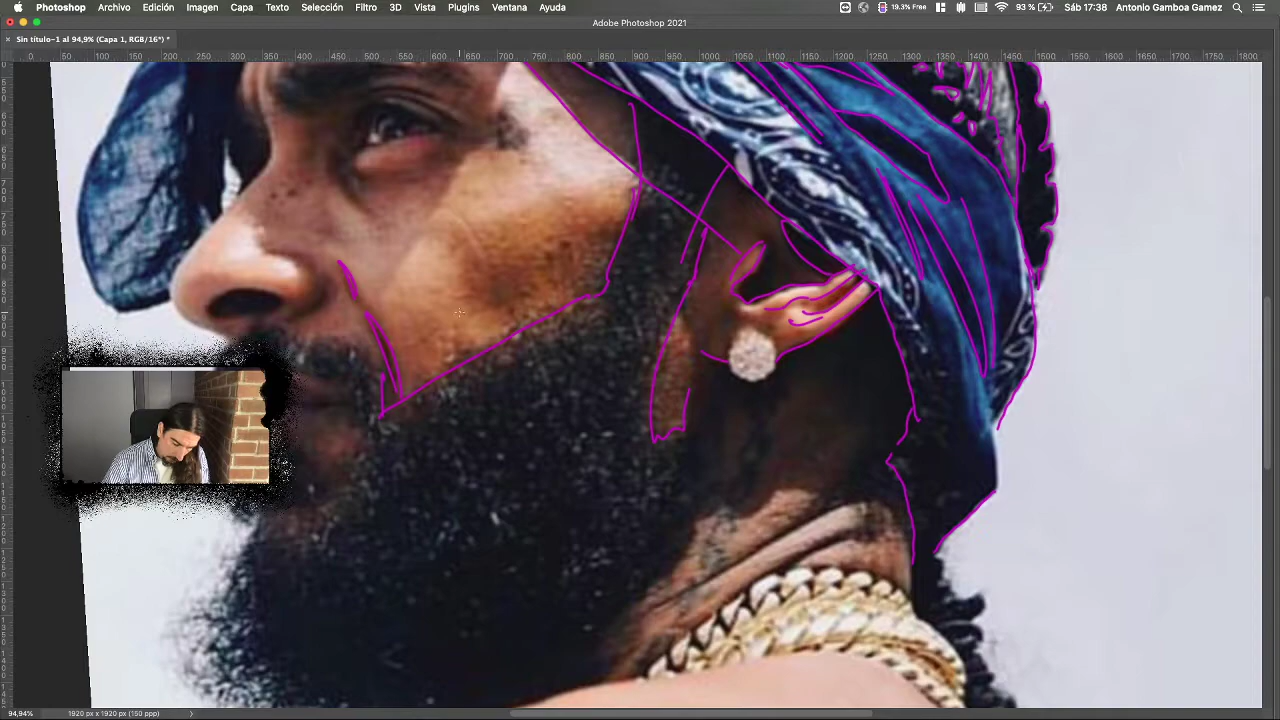 Photoshop Archivo Edición Imagen Capa Texto Selección Filtro 3D Vista Plugins Ventana Ayuda 19.3% Free 93 % Sáb 17:38 Antonio Gamboa Gamez
Adobe Photoshop 2021
× Sin título-1 al 94,9% (Capa 1, RGB/16*) *
100 150 200 250 300 350 400 450 500 550 600 650 700 750 800 850 900 950 1000 1050 1100 1150 1200 1250 1300 1350 1400 1450 1500 1550 1600 1650 1700 1750 1800
94,94% 1920 px x 1920 px (150 ppp)